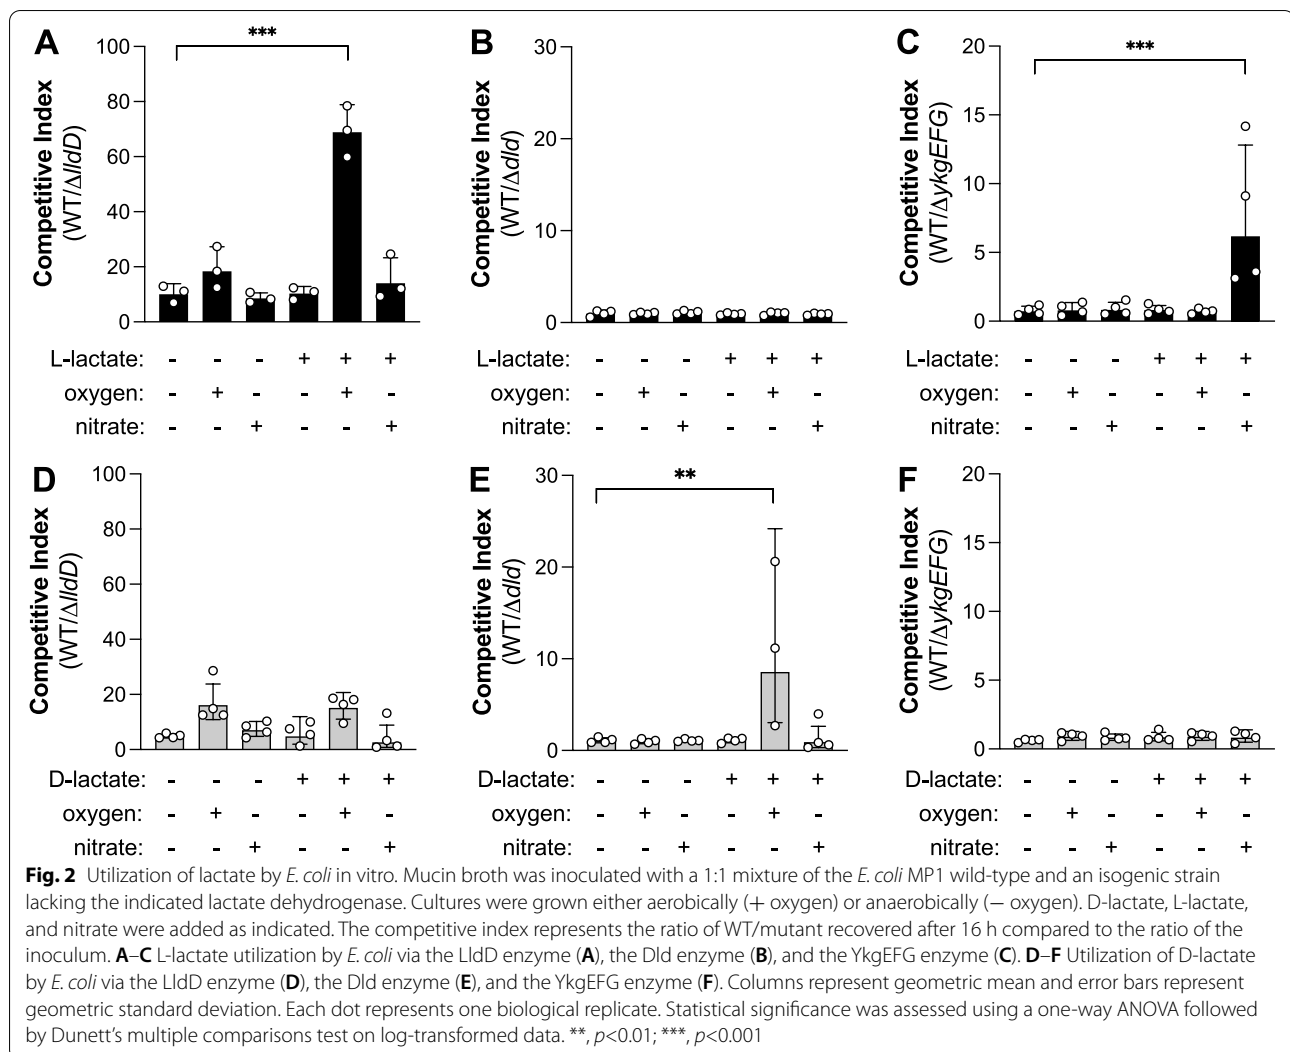 A
***
Competitive Index
(WT/ΔlldD)
100
80
60
40
20
0
L-lactate: - - - + + +
oxygen: - + - - + -
nitrate: - - + - - +
B
Competitive Index
(WT/Δdld)
30
20
10
0
L-lactate: - - - + + +
oxygen: - + - - + -
nitrate: - - + - - +
C
***
Competitive Index
(WT/ΔykgEFG)
20
15
10
5
0
L-lactate: - - - + + +
oxygen: - + - - + -
nitrate: - - + - - +
D
Competitive Index
(WT/ΔlldD)
100
80
60
40
20
0
D-lactate: - - - + + +
oxygen: - + - - + -
nitrate: - - + - - +
E
**
Competitive Index
(WT/Δdld)
30
20
10
0
D-lactate: - - - + + +
oxygen: - + - - + -
nitrate: - - + - - +
F
Competitive Index
(WT/ΔykgEFG)
20
15
10
5
0
D-lactate: - - - + + +
oxygen: - + - - + -
nitrate: - - + - - +
Fig. 2 Utilization of lactate by E. coli in vitro. Mucin broth was inoculated with a 1:1 mixture of the E. coli MP1 wild-type and an isogenic strain
lacking the indicated lactate dehydrogenase. Cultures were grown either aerobically (+ oxygen) or anaerobically (− oxygen). D-lactate, L-lactate,
and nitrate were added as indicated. The competitive index represents the ratio of WT/mutant recovered after 16 h compared to the ratio of the
inoculum. A–C L-lactate utilization by E. coli via the LldD enzyme (A), the Dld enzyme (B), and the YkgEFG enzyme (C). D–F Utilization of D-lactate
by E. coli via the LldD enzyme (D), the Dld enzyme (E), and the YkgEFG enzyme (F). Columns represent geometric mean and error bars represent
geometric standard deviation. Each dot represents one biological replicate. Statistical significance was assessed using a one-way ANOVA followed
by Dunett's multiple comparisons test on log-transformed data. **, p<0.01; ***, p<0.001